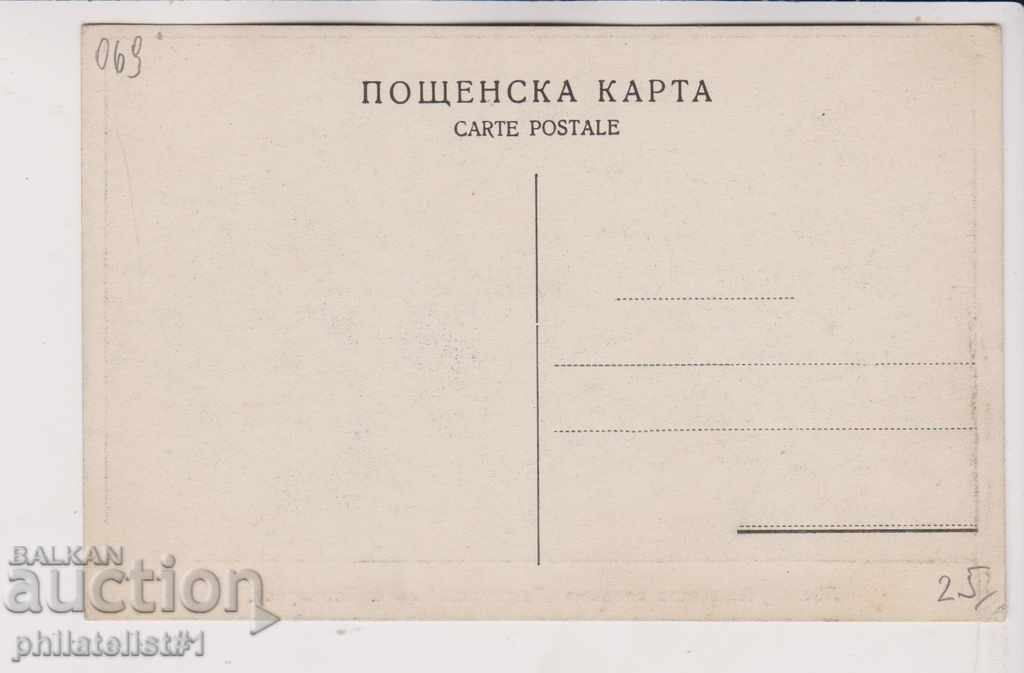 069
ПОЩЕНСКА КАРТА
CARTE POSTALE
25
BALKAN
auction
philatelist#1